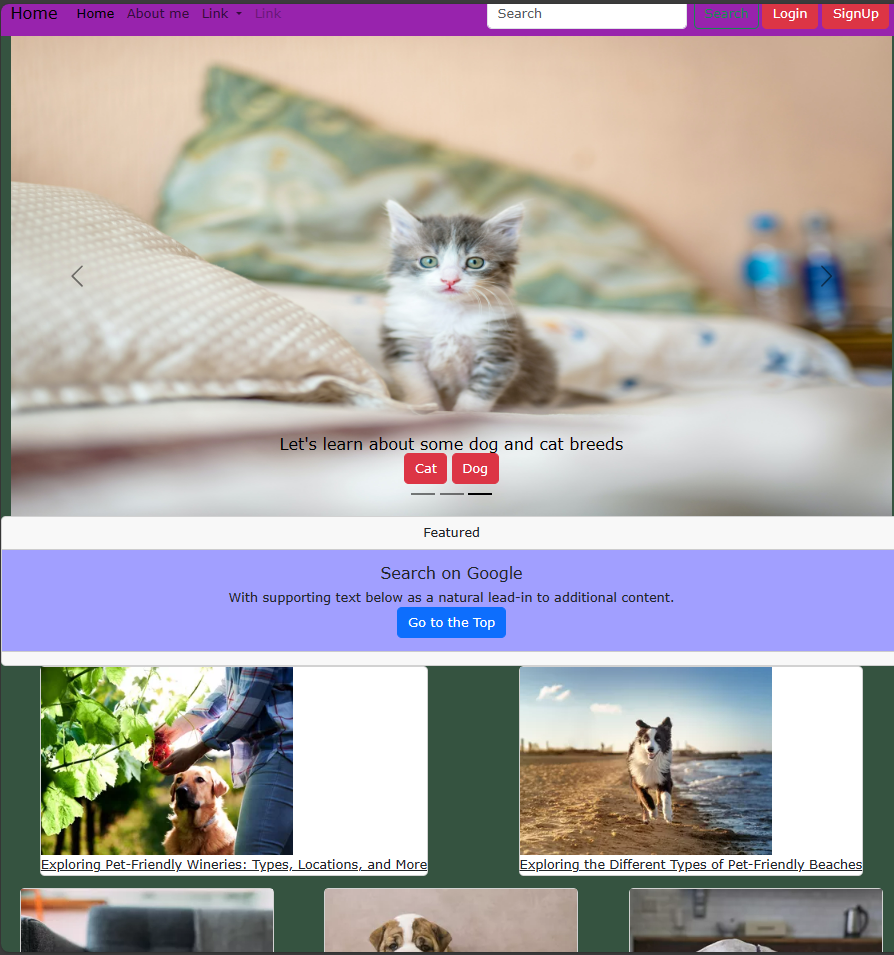 Home Home About me Link Link Search Search Login SignUp
Let's learn about some dog and cat breeds
Cat Dog
Featured
Search on Google
With supporting text below as a natural lead-in to additional content.
Go to the Top
Exploring Pet-Friendly Wineries: Types, Locations, and More
Exploring the Different Types of Pet-Friendly Beaches